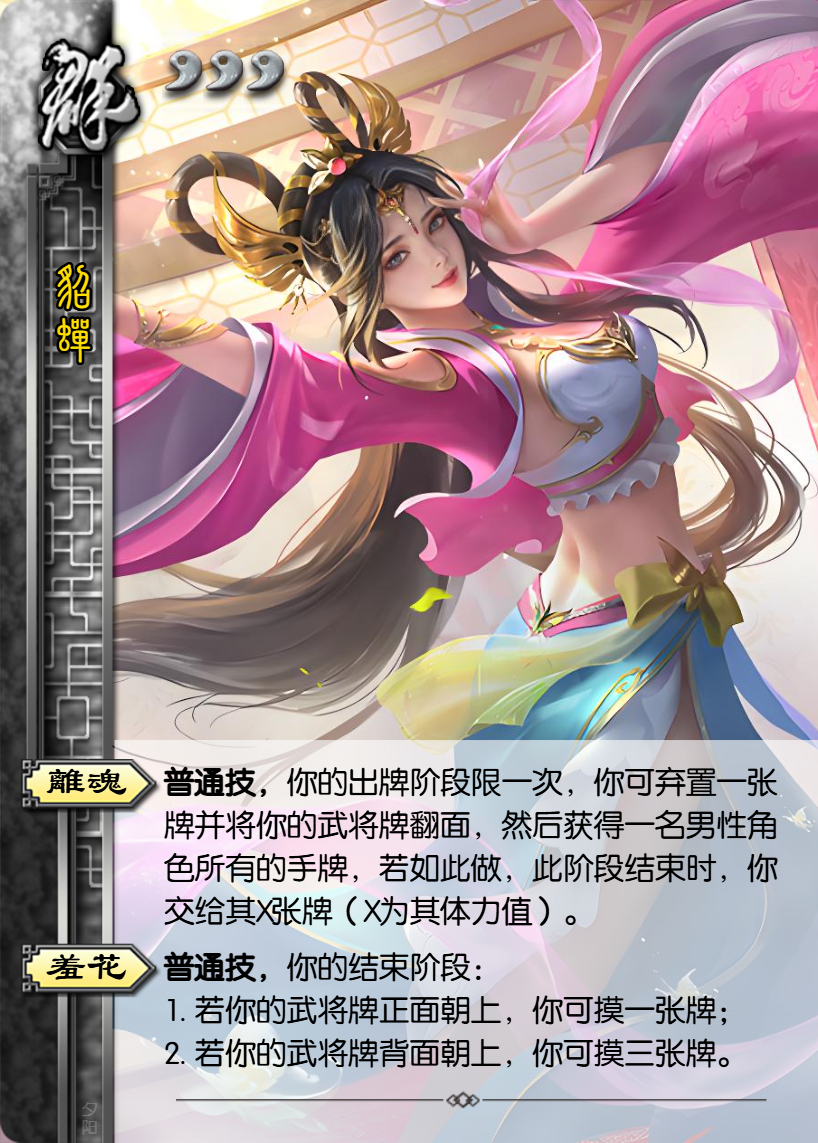 群
貂蟬
離魂
普通技，你的出牌阶段限一次，你可弃置一张
牌并将你的武将牌翻面，然后获得一名男性角
色所有的手牌，若如此做，此阶段结束时，你
交给其X张牌（X为其体力值）。
羞花
普通技，你的结束阶段：
1. 若你的武将牌正面朝上，你可摸一张牌；
2. 若你的武将牌背面朝上，你可摸三张牌。
夕阳